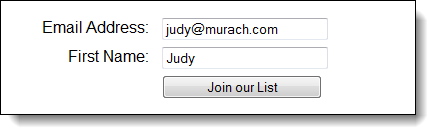 Email Address: judy@murach.com
First Name: Judy
Join our List